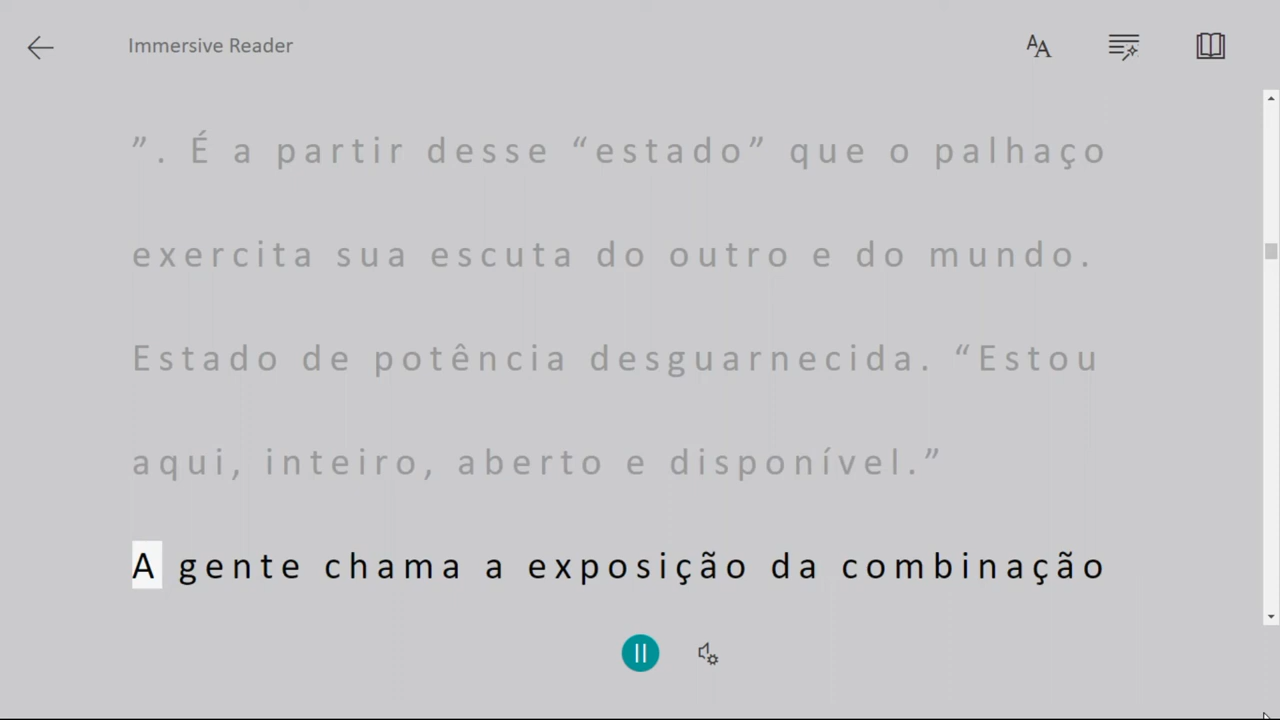 Immersive Reader
”. É a partir desse “estado” que o palhaço
exercita sua escuta do outro e do mundo.
Estado de potência desguarnecida. “Estou
aqui, inteiro, aberto e disponível.”
A gente chama a exposição da combinação